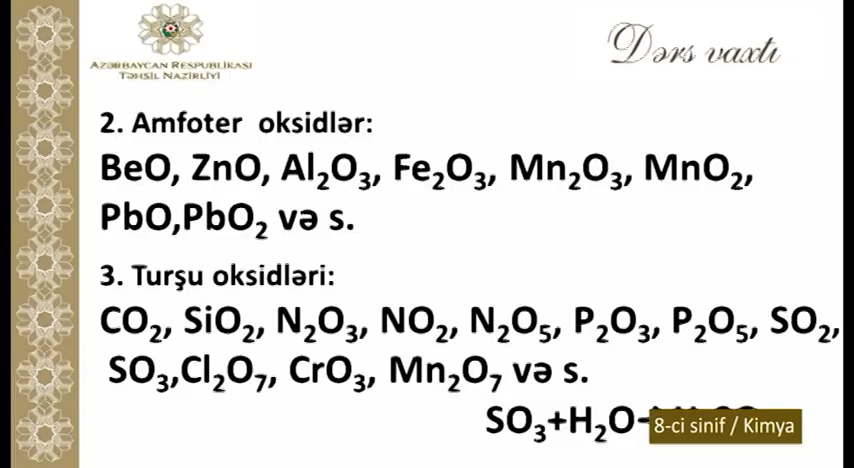 AZƏRBAYCAN RESPUBLİKASI
TƏHSİL NAZİRLİYİ
Dərs vaxtı
2. Amfoter oksidlər:
BeO, ZnO, Al₂O₃, Fe₂O₃, Mn₂O₃, MnO₂,
PbO,PbO₂ və s.
3. Turşu oksidləri:
CO₂, SiO₂, N₂O₃, NO₂, N₂O₅, P₂O₃, P₂O₅, SO₂,
SO₃,Cl₂O₇, CrO₃, Mn₂O₇ və s.
SO₃+H₂O
8-ci sinif / Kimya